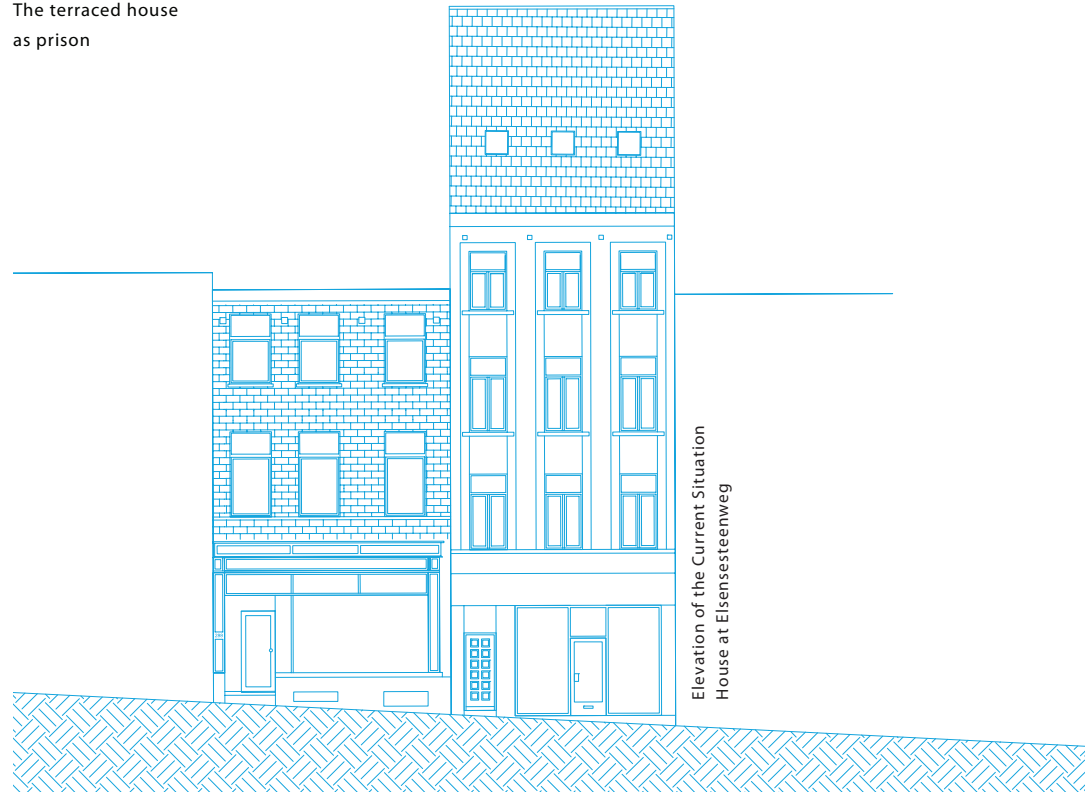 The terraced house
as prison
Elevation of the Current Situation
House at Elsensesteenweg